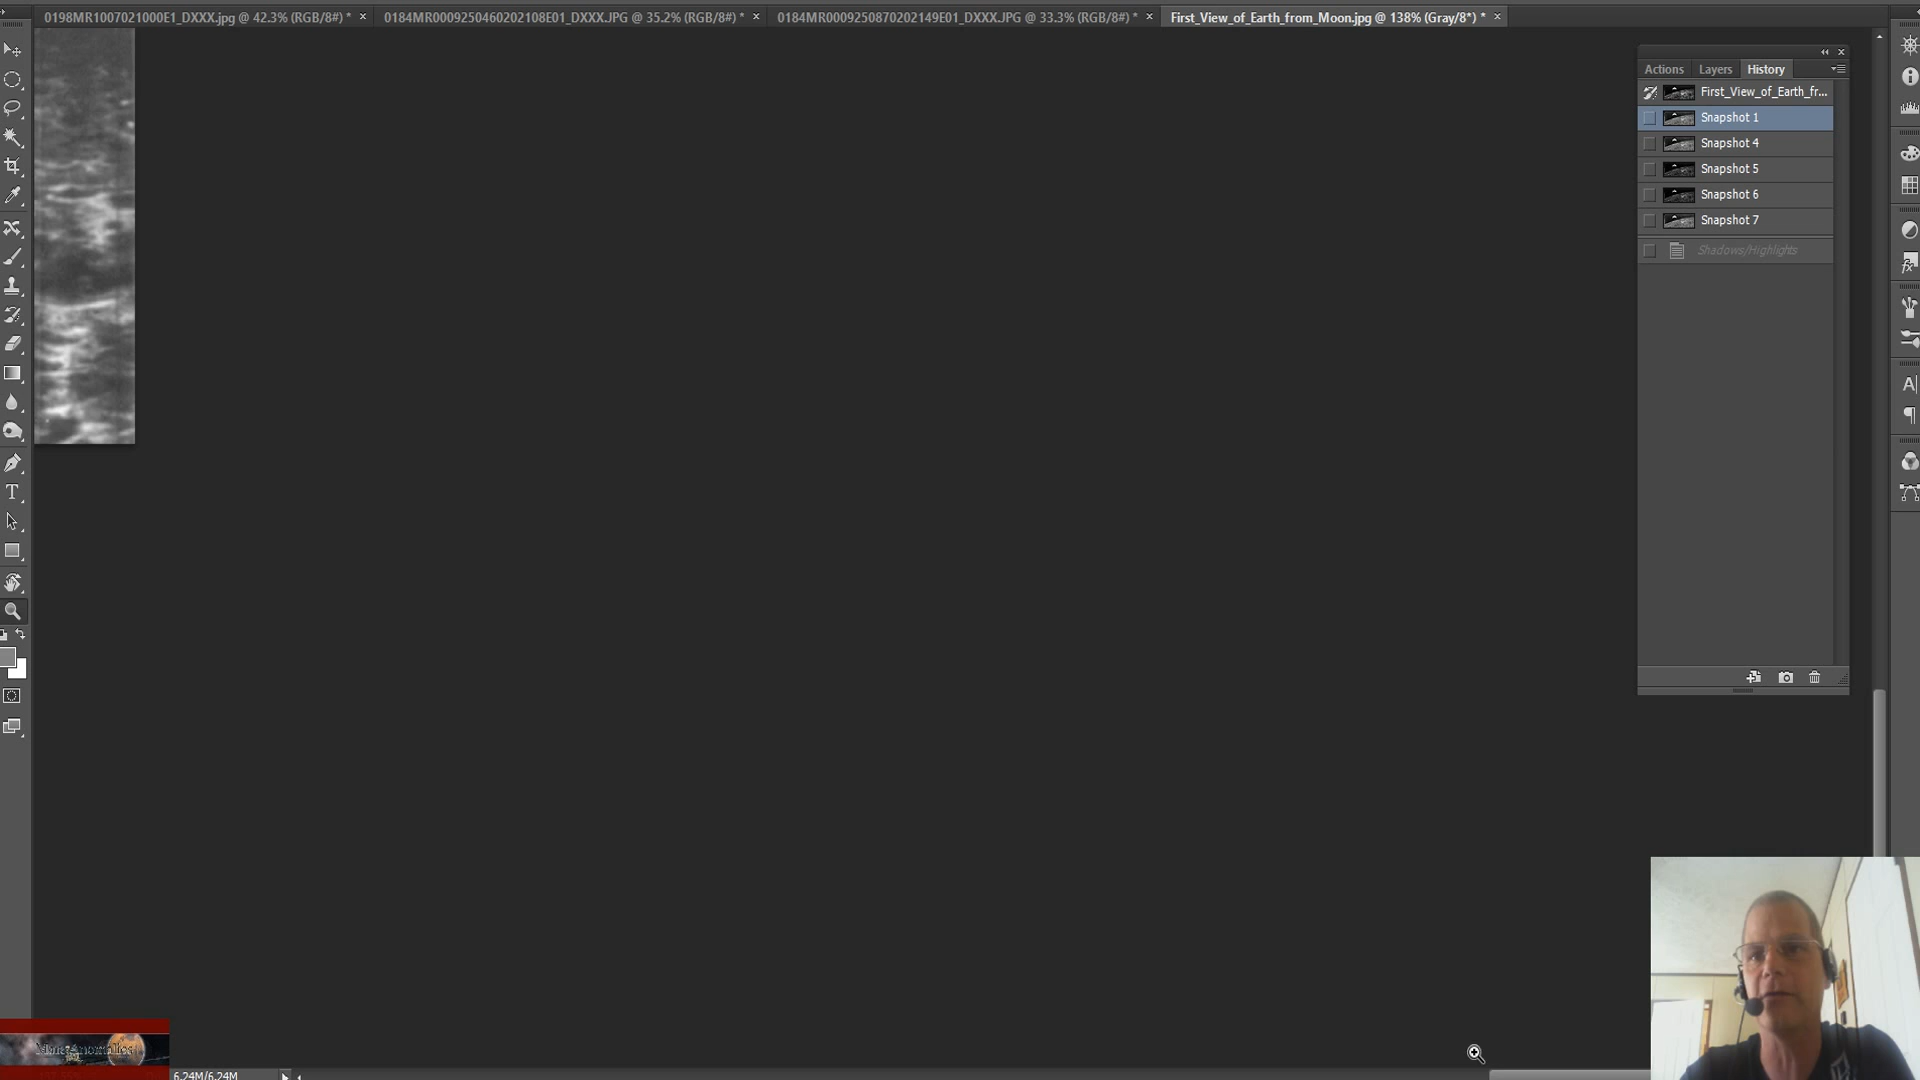 0198MR1007021000E1_DXXX.jpg @ 42.3% (RGB/8#) * ×
0184MR0009250460202108E01_DXXX.JPG @ 35.2% (RGB/8#) * ×
0184MR0009250870202149E01_DXXX.JPG @ 33.3% (RGB/8#) * ×
First_View_of_Earth_from_Moon.jpg @ 138% (Gray/8*) * ×
Actions Layers History
First_View_of_Earth_fr...
Snapshot 1
Snapshot 4
Snapshot 5
Snapshot 6
Snapshot 7
Shadows/Highlights
Mars Anomalies
6.24M/6.24M